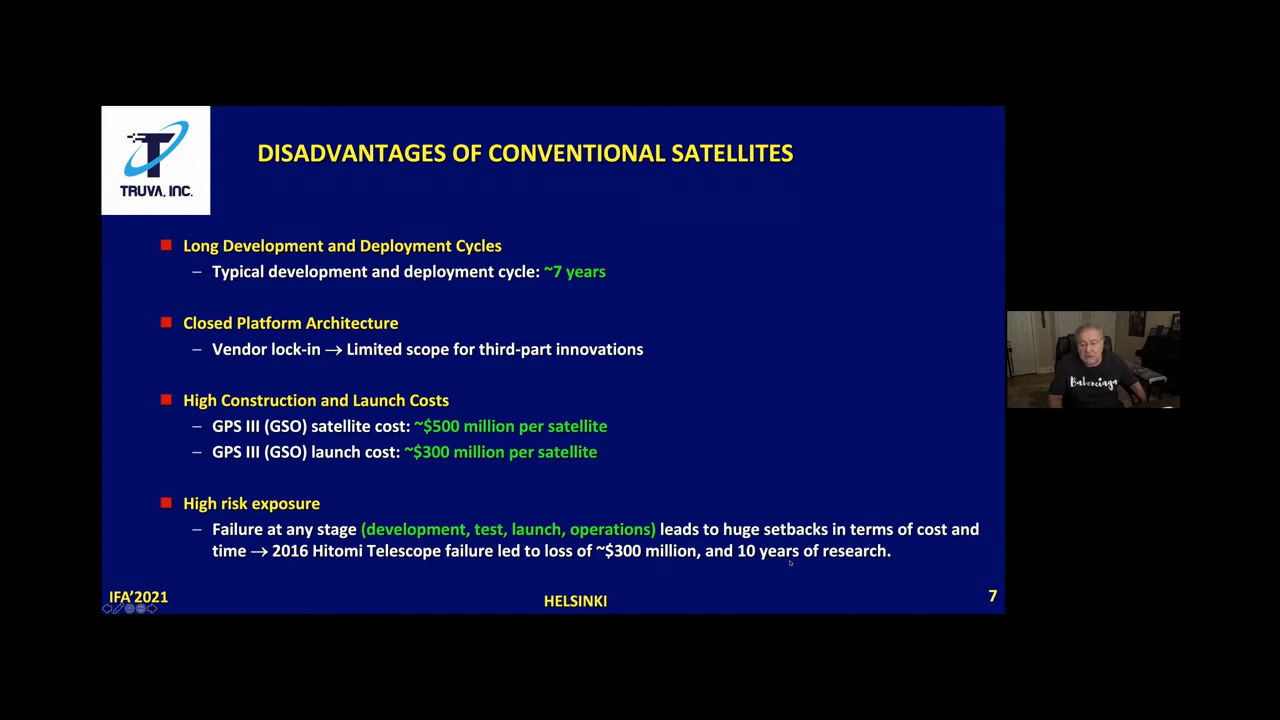 T
TRUVA, INC.
DISADVANTAGES OF CONVENTIONAL SATELLITES
Long Development and Deployment Cycles
– Typical development and deployment cycle: ~7 years
Closed Platform Architecture
– Vendor lock-in → Limited scope for third-part innovations
High Construction and Launch Costs
– GPS III (GSO) satellite cost: ~$500 million per satellite
– GPS III (GSO) launch cost: ~$300 million per satellite
High risk exposure
– Failure at any stage (development, test, launch, operations) leads to huge setbacks in terms of cost and
time → 2016 Hitomi Telescope failure led to loss of ~$300 million, and 10 years of research.
IFA'2021
HELSINKI
7